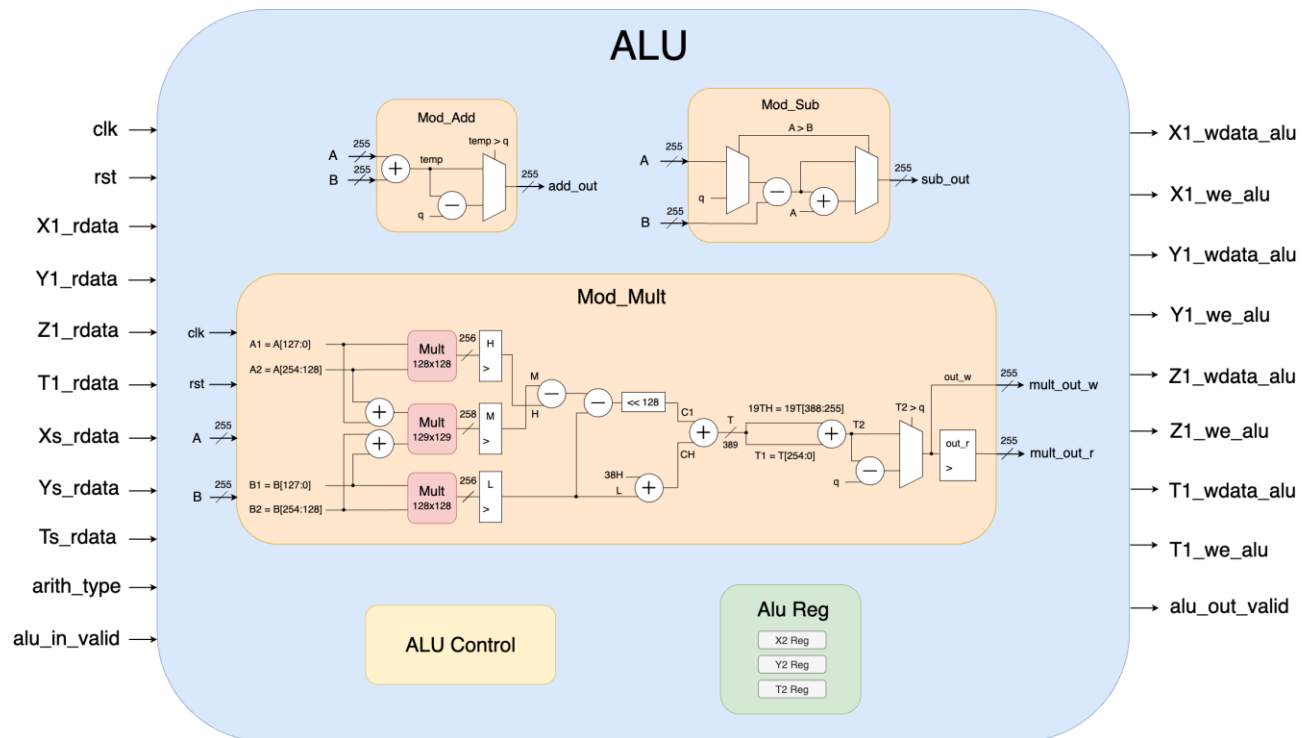 ALU
clk
rst
X1_rdata
Y1_rdata
Z1_rdata
T1_rdata
Xs_rdata
Ys_rdata
Ts_rdata
arith_type
alu_in_valid
Mod_Add
temp > q
A
255
B
255
+
temp
−
q
255
add_out
Mod_Sub
A > B
A
255
q
B
255
−
A
+
255
sub_out
Mod_Mult
clk
rst
A
255
B
255
A1 = A[127:0]
A2 = A[254:128]
B1 = B[127:0]
B2 = B[254:128]
+
+
Mult
128x128
256
H
>
Mult
129x129
258
M
>
Mult
128x128
256
L
>
M
H
−
−
<< 128
C1
38H
L
+
CH
+
T
389
19TH = 19T[388:255]
T1 = T[254:0]
+
T2
T2 > q
−
q
out_w
255
mult_out_w
out_r
>
255
mult_out_r
ALU Control
Alu Reg
X2 Reg
Y2 Reg
T2 Reg
X1_wdata_alu
X1_we_alu
Y1_wdata_alu
Y1_we_alu
Z1_wdata_alu
Z1_we_alu
T1_wdata_alu
T1_we_alu
alu_out_valid